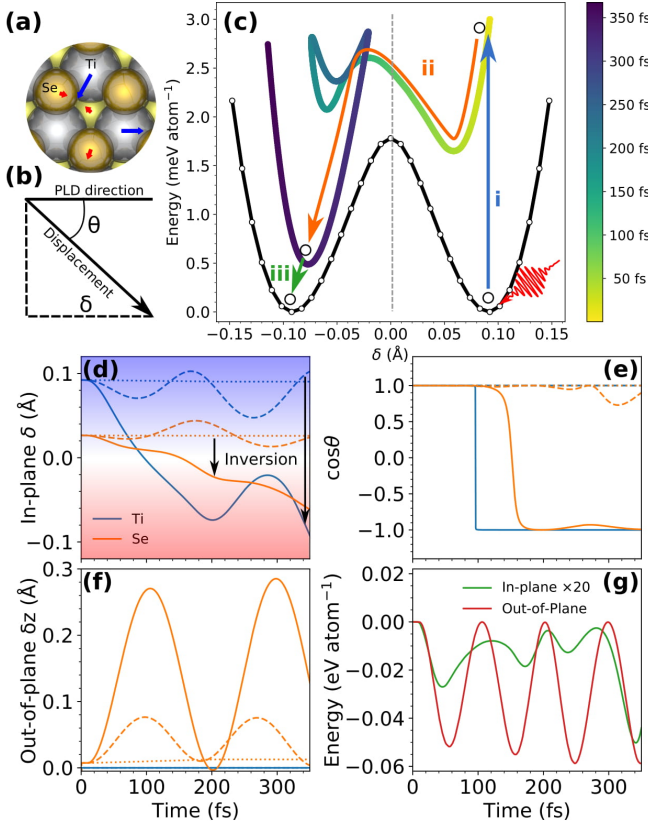 (a)
Ti
Se
(b)
PLD direction
θ
Displacement
δ
(c)
Energy (meV atom⁻¹)
3.0
2.5
2.0
1.5
1.0
0.5
0.0
−0.15 −0.10 −0.05 0.00 0.05 0.10 0.15
δ (Å)
i
ii
iii
350 fs
300 fs
250 fs
200 fs
150 fs
100 fs
50 fs
(d)
In-plane δ (Å)
0.1
0.0
−0.1
Inversion
Ti
Se
(e)
cosθ
1.0
0.5
0.0
−0.5
−1.0
(f)
Out-of-plane δz (Å)
0.3
0.2
0.1
0.0
0 100 200 300
Time (fs)
(g)
Energy (eV atom⁻¹)
0.00
−0.02
−0.04
−0.06
In-plane ×20
Out-of-Plane
0 100 200 300
Time (fs)